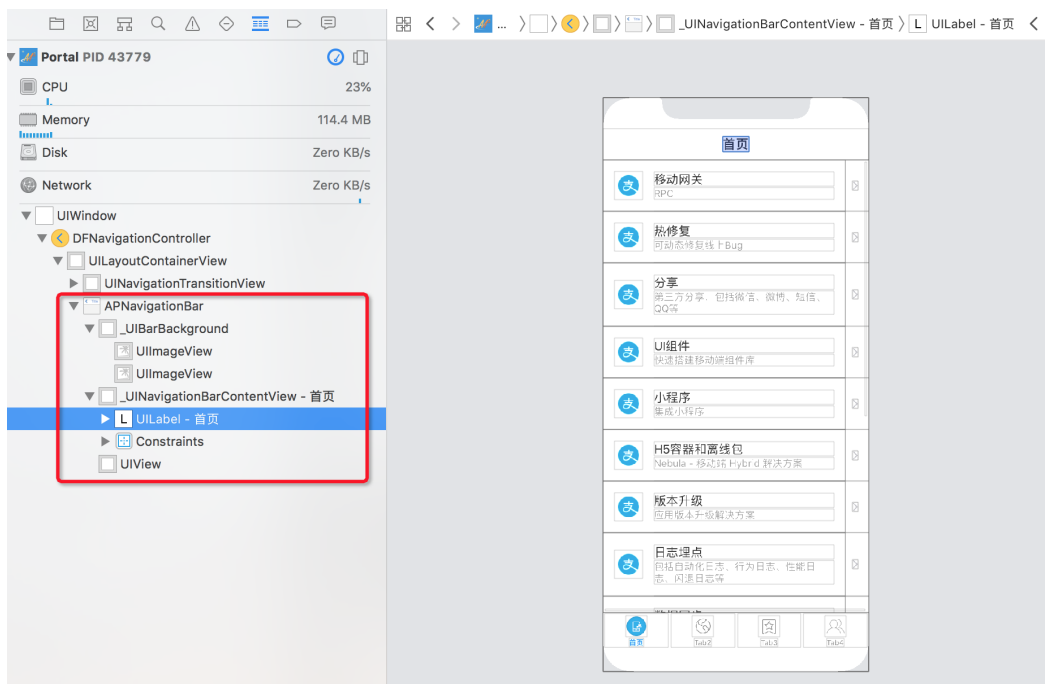 ... _UINavigationBarContentView - 首页 L UILabel - 首页
Portal PID 43779
CPU 23%
Memory 114.4 MB
Disk Zero KB/s
Network Zero KB/s
UIWindow
DFNavigationController
UILayoutContainerView
UINavigationTransitionView
APNavigationBar
_UIBarBackground
UIImageView
UIImageView
_UINavigationBarContentView - 首页
L UILabel - 首页
Constraints
UIView
首页
移动网关
RPC
热修复
可动态修复线上Bug
分享
第三方分享，包括微信、微博、短信、
QQ等
UI组件
快速搭建移动端组件库
小程序
集成小程序
H5容器和离线包
Nebula - 移动端 Hybrid 解决方案
版本升级
应用版本升级解决方案
日志埋点
包括自动化日志、行为日志、性能日
志、闪退日志等
首页 Tab2 Tab3 Tab4